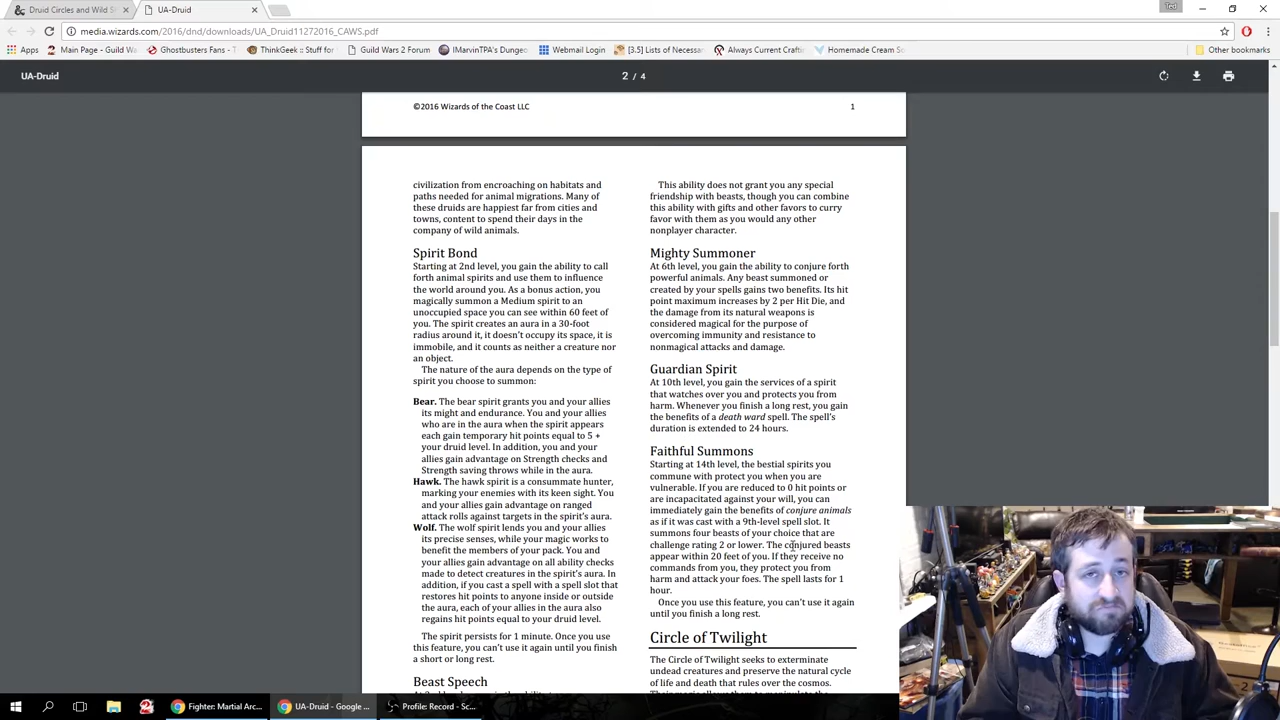 Druid Circles and Wild S
UA-Druid
Ted
media.wizards.com/2016/dnd/downloads/UA_Druid11272016_CAWS.pdf
Apps
Main Page - Guild Wars
Ghostbusters Fan -
ThinkGeek :: Stuff for
Guild Wars 2 Forum
IMarvinTPA's Dungeo
Webmail Login
[3.5] Lists of Necessar
Always Current Crafti
Homemade Cream So
Other bookmarks
UA-Druid
2 / 4
©2016 Wizards of the Coast LLC
1
civilization from encroaching on habitats and
paths needed for animal migrations. Many of
these druids are happiest far from cities and
towns, content to spend their days in the
company of wild animals.
Spirit Bond
Starting at 2nd level, you gain the ability to call
forth animal spirits and use them to influence
the world around you. As a bonus action, you
magically summon a Medium spirit to an
unoccupied space you can see within 60 feet of
you. The spirit creates an aura in a 30-foot
radius around it, it doesn't occupy its space, it is
immobile, and it counts as neither a creature nor
an object.
The nature of the aura depends on the type of
spirit you choose to summon:
Bear. The bear spirit grants you and your allies
its might and endurance. You and your allies
who are in the aura when the spirit appears
each gain temporary hit points equal to 5 +
your druid level. In addition, you and your
allies gain advantage on Strength checks and
Strength saving throws while in the aura.
Hawk. The hawk spirit is a consummate hunter,
marking your enemies with its keen sight. You
and your allies gain advantage on ranged
attack rolls against targets in the spirit's aura.
Wolf. The wolf spirit lends you and your allies
its precise senses, while your magic works to
benefit the members of your pack. You and
your allies gain advantage on all ability checks
made to detect creatures in the spirit's aura. In
addition, if you cast a spell with a spell slot that
restores hit points to anyone inside or outside
the aura, each of your allies in the aura also
regains hit points equal to your druid level.
The spirit persists for 1 minute. Once you use
this feature, you can't use it again until you finish
a short or long rest.
Beast Speech
This ability does not grant you any special
friendship with beasts, though you can combine
this ability with gifts and other favors to curry
favor with them as you would any other
nonplayer character.
Mighty Summoner
At 6th level, you gain the ability to conjure forth
powerful animals. Any beast summoned or
created by your spells gains two benefits. Its hit
point maximum increases by 2 per Hit Die, and
the damage from its natural weapons is
considered magical for the purpose of
overcoming immunity and resistance to
nonmagical attacks and damage.
Guardian Spirit
At 10th level, you gain the services of a spirit
that watches over you and protects you from
harm. Whenever you finish a long rest, you gain
the benefits of a death ward spell. The spell's
duration is extended to 24 hours.
Faithful Summons
Starting at 14th level, the bestial spirits you
commune with protect you when you are
vulnerable. If you are reduced to 0 hit points or
are incapacitated against your will, you can
immediately gain the benefits of conjure animals
as if it was cast with a 9th-level spell slot. It
summons four beasts of your choice that are
challenge rating 2 or lower. The conjured beasts
appear within 20 feet of you. If they receive no
commands from you, they protect you from
harm and attack your foes. The spell lasts for 1
hour.
Once you use this feature, you can't use it again
until you finish a long rest.
Circle of Twilight
The Circle of Twilight seeks to exterminate
undead creatures and preserve the natural cycle
of life and death that rules over the cosmos.
Their magic allows them to manipulate the
Fighter: Martial Arc...
UA-Druid - Google ...
Profile: Record - Sc...